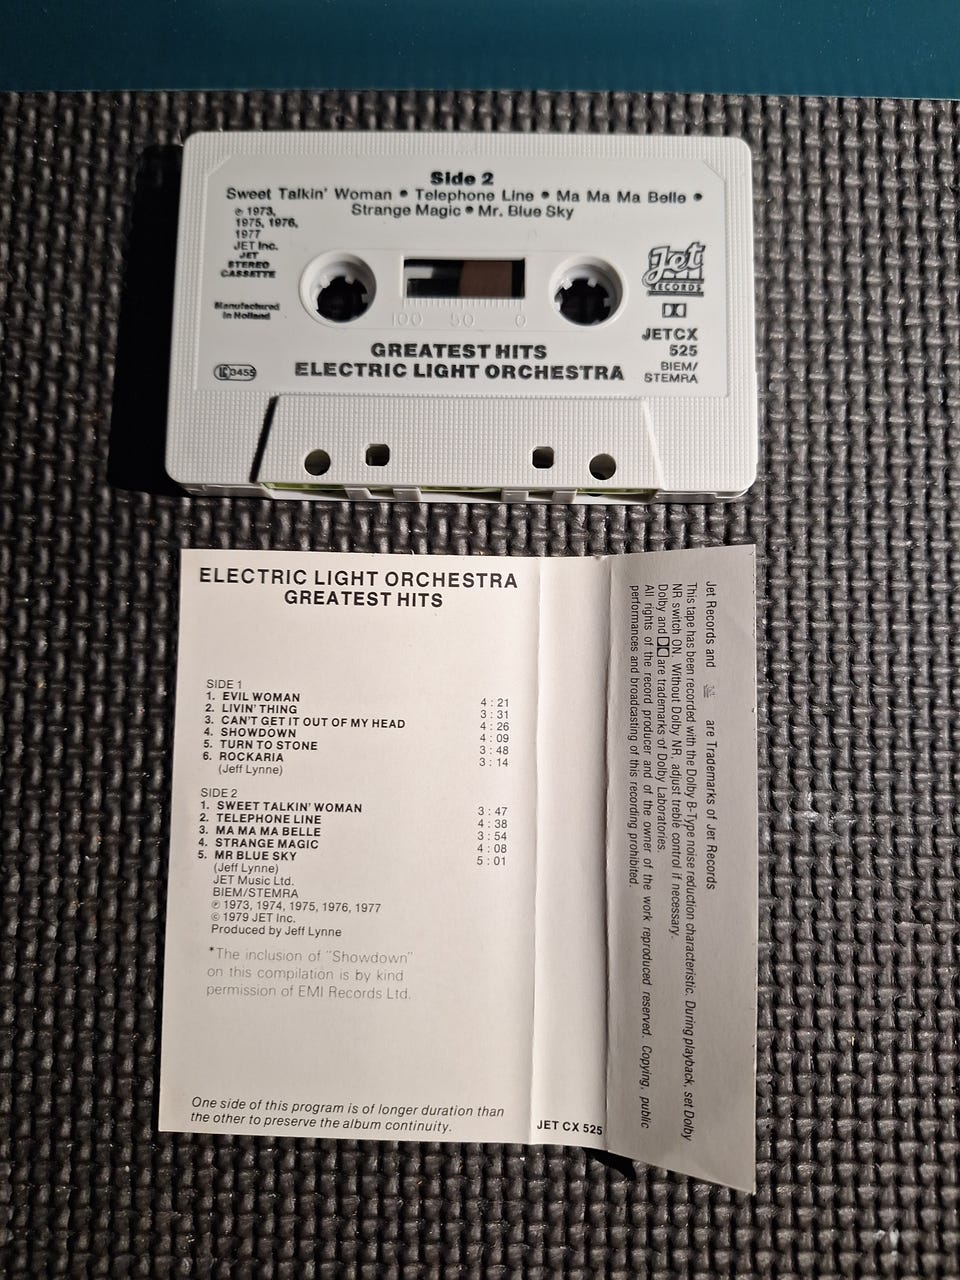 Side 2
Sweet Talkin' Woman • Telephone Line • Ma Ma Ma Belle •
Strange Magic • Mr. Blue Sky
℗ 1973,
1975, 1976,
1977
JET Inc.
JET
STEREO
CASSETTE
Manufactured
in Holland
3455
Jet
RECORDS
JETCX
525
BIEM/
STEMRA
100 50 0
GREATEST HITS
ELECTRIC LIGHT ORCHESTRA
ELECTRIC LIGHT ORCHESTRA
GREATEST HITS
SIDE 1
1. EVIL WOMAN 4 : 21
2. LIVIN' THING 3 : 31
3. CAN'T GET IT OUT OF MY HEAD 4 : 26
4. SHOWDOWN 4 : 09
5. TURN TO STONE 3 : 48
6. ROCKARIA 3 : 14
(Jeff Lynne)
SIDE 2
1. SWEET TALKIN' WOMAN 3 : 47
2. TELEPHONE LINE 4 : 38
3. MA MA MA BELLE 3 : 54
4. STRANGE MAGIC 4 : 08
5. MR BLUE SKY 5 : 01
(Jeff Lynne)
JET Music Ltd.
BIEM/STEMRA
℗ 1973, 1974, 1975, 1976, 1977
© 1979 JET Inc.
Produced by Jeff Lynne
*The inclusion of "Showdown"
on this compilation is by kind
permission of EMI Records Ltd.
One side of this program is of longer duration than
the other to preserve the album continuity.
JET CX 525
Jet Records and are Trademarks of Jet Records
This tape has been recorded with the Dolby B-Type noise reduction characteristic. During playback, set Dolby
NR switch ON. Without Dolby NR, adjust treble control if necessary.
Dolby and are trademarks of Dolby Laboratories.
All rights of the record producer and of the owner of the work reproduced reserved. Copying, public
performances and broadcasting of this recording prohibited.